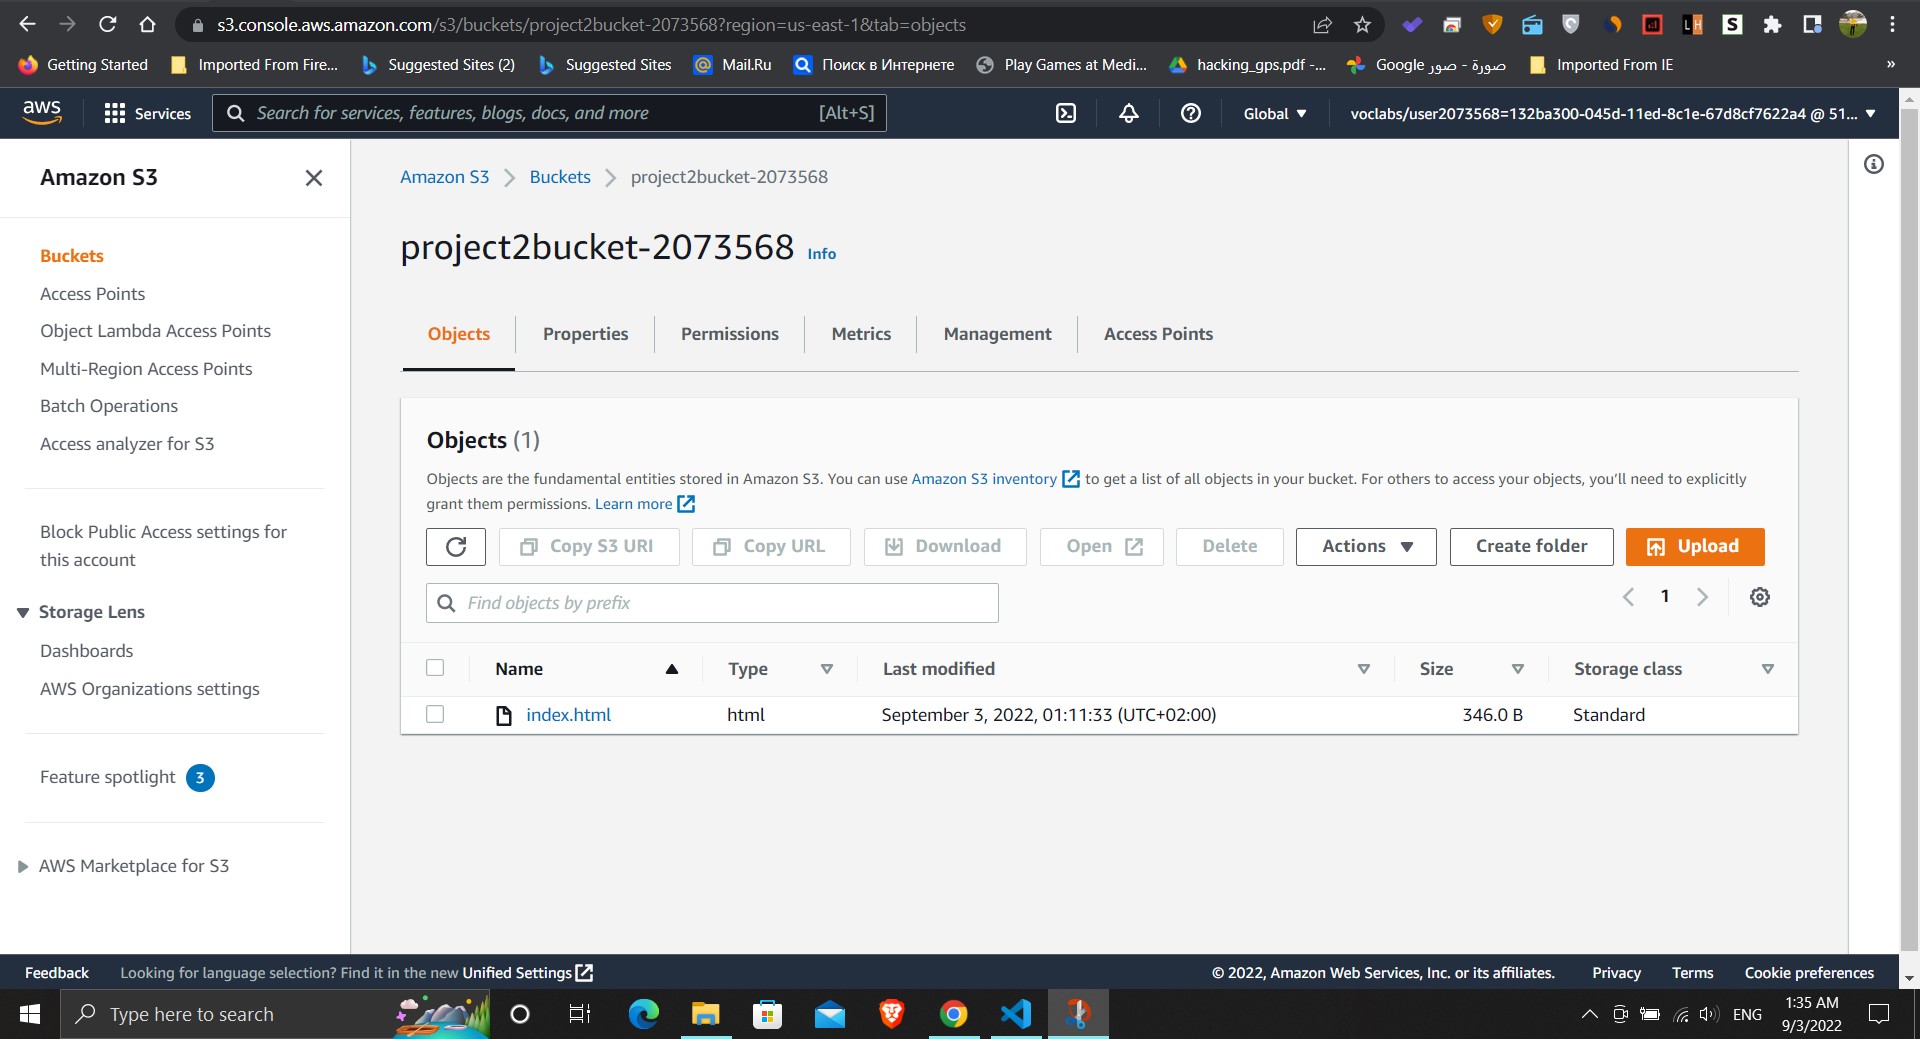 s3.console.aws.amazon.com/s3/buckets/project2bucket-2073568?region=us-east-1&tab=objects
Getting Started
Imported From Fire...
Suggested Sites (2)
Suggested Sites
Mail.Ru
Поиск в Интернете
Play Games at Medi...
hacking_gps.pdf -...
Google صورة - صور
Imported From IE
»
aws
Services
Search for services, features, blogs, docs, and more
[Alt+S]
Global
voclabs/user2073568=132ba300-045d-11ed-8c1e-67d8cf7622a4 @ 51...
Amazon S3
Buckets
Access Points
Object Lambda Access Points
Multi-Region Access Points
Batch Operations
Access analyzer for S3
Block Public Access settings for
this account
Storage Lens
Dashboards
AWS Organizations settings
Feature spotlight 3
AWS Marketplace for S3
Amazon S3 > Buckets > project2bucket-2073568
project2bucket-2073568 Info
Objects
Properties
Permissions
Metrics
Management
Access Points
Objects (1)
Objects are the fundamental entities stored in Amazon S3. You can use Amazon S3 inventory to get a list of all objects in your bucket. For others to access your objects, you'll need to explicitly
grant them permissions. Learn more
Copy S3 URI
Copy URL
Download
Open
Delete
Actions
Create folder
Upload
Find objects by prefix
1
Name
Type
Last modified
Size
Storage class
index.html
html
September 3, 2022, 01:11:33 (UTC+02:00)
346.0 B
Standard
Feedback
Looking for language selection? Find it in the new Unified Settings
© 2022, Amazon Web Services, Inc. or its affiliates.
Privacy
Terms
Cookie preferences
Type here to search
ENG
1:35 AM
9/3/2022